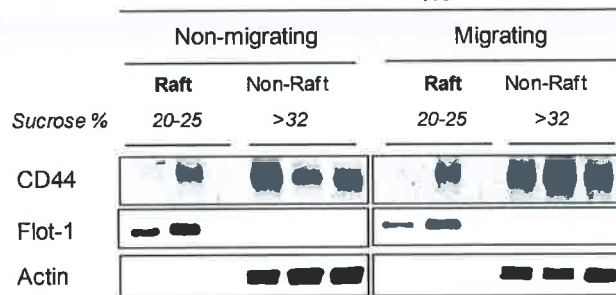 Non-migrating Migrating
Raft Non-Raft Raft Non-Raft
Sucrose % 20-25 >32 20-25 >32
CD44
Flot-1
Actin